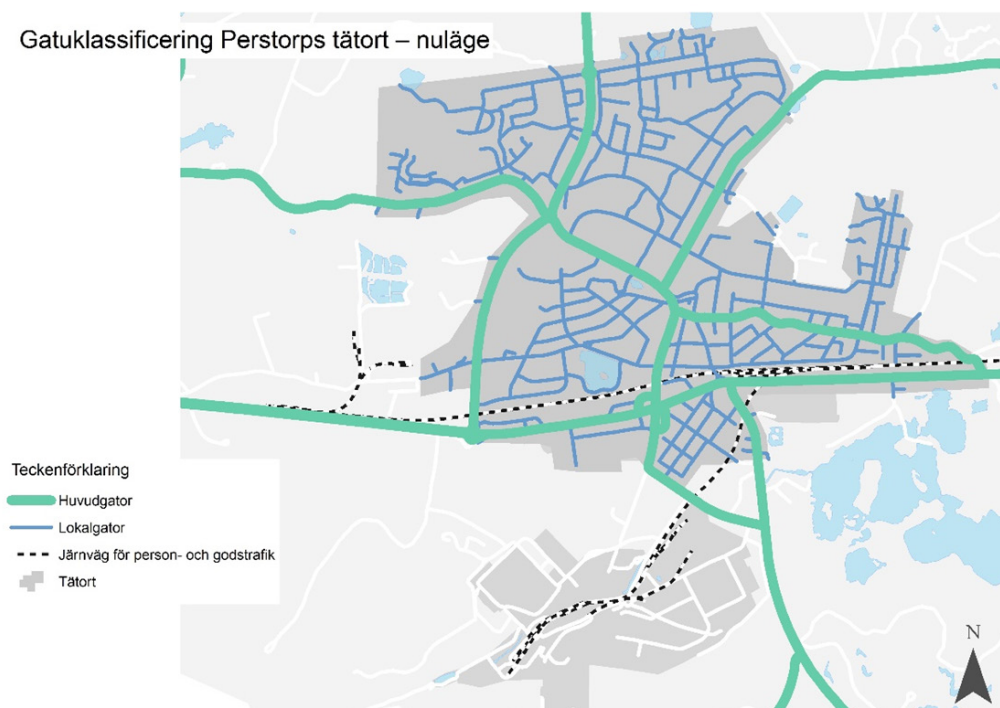 Gatuklassificering Perstorps tätort – nuläge
Teckenförklaring
Huvudgator
Lokalgator
Järnväg för person- och godstrafik
Tätort
N